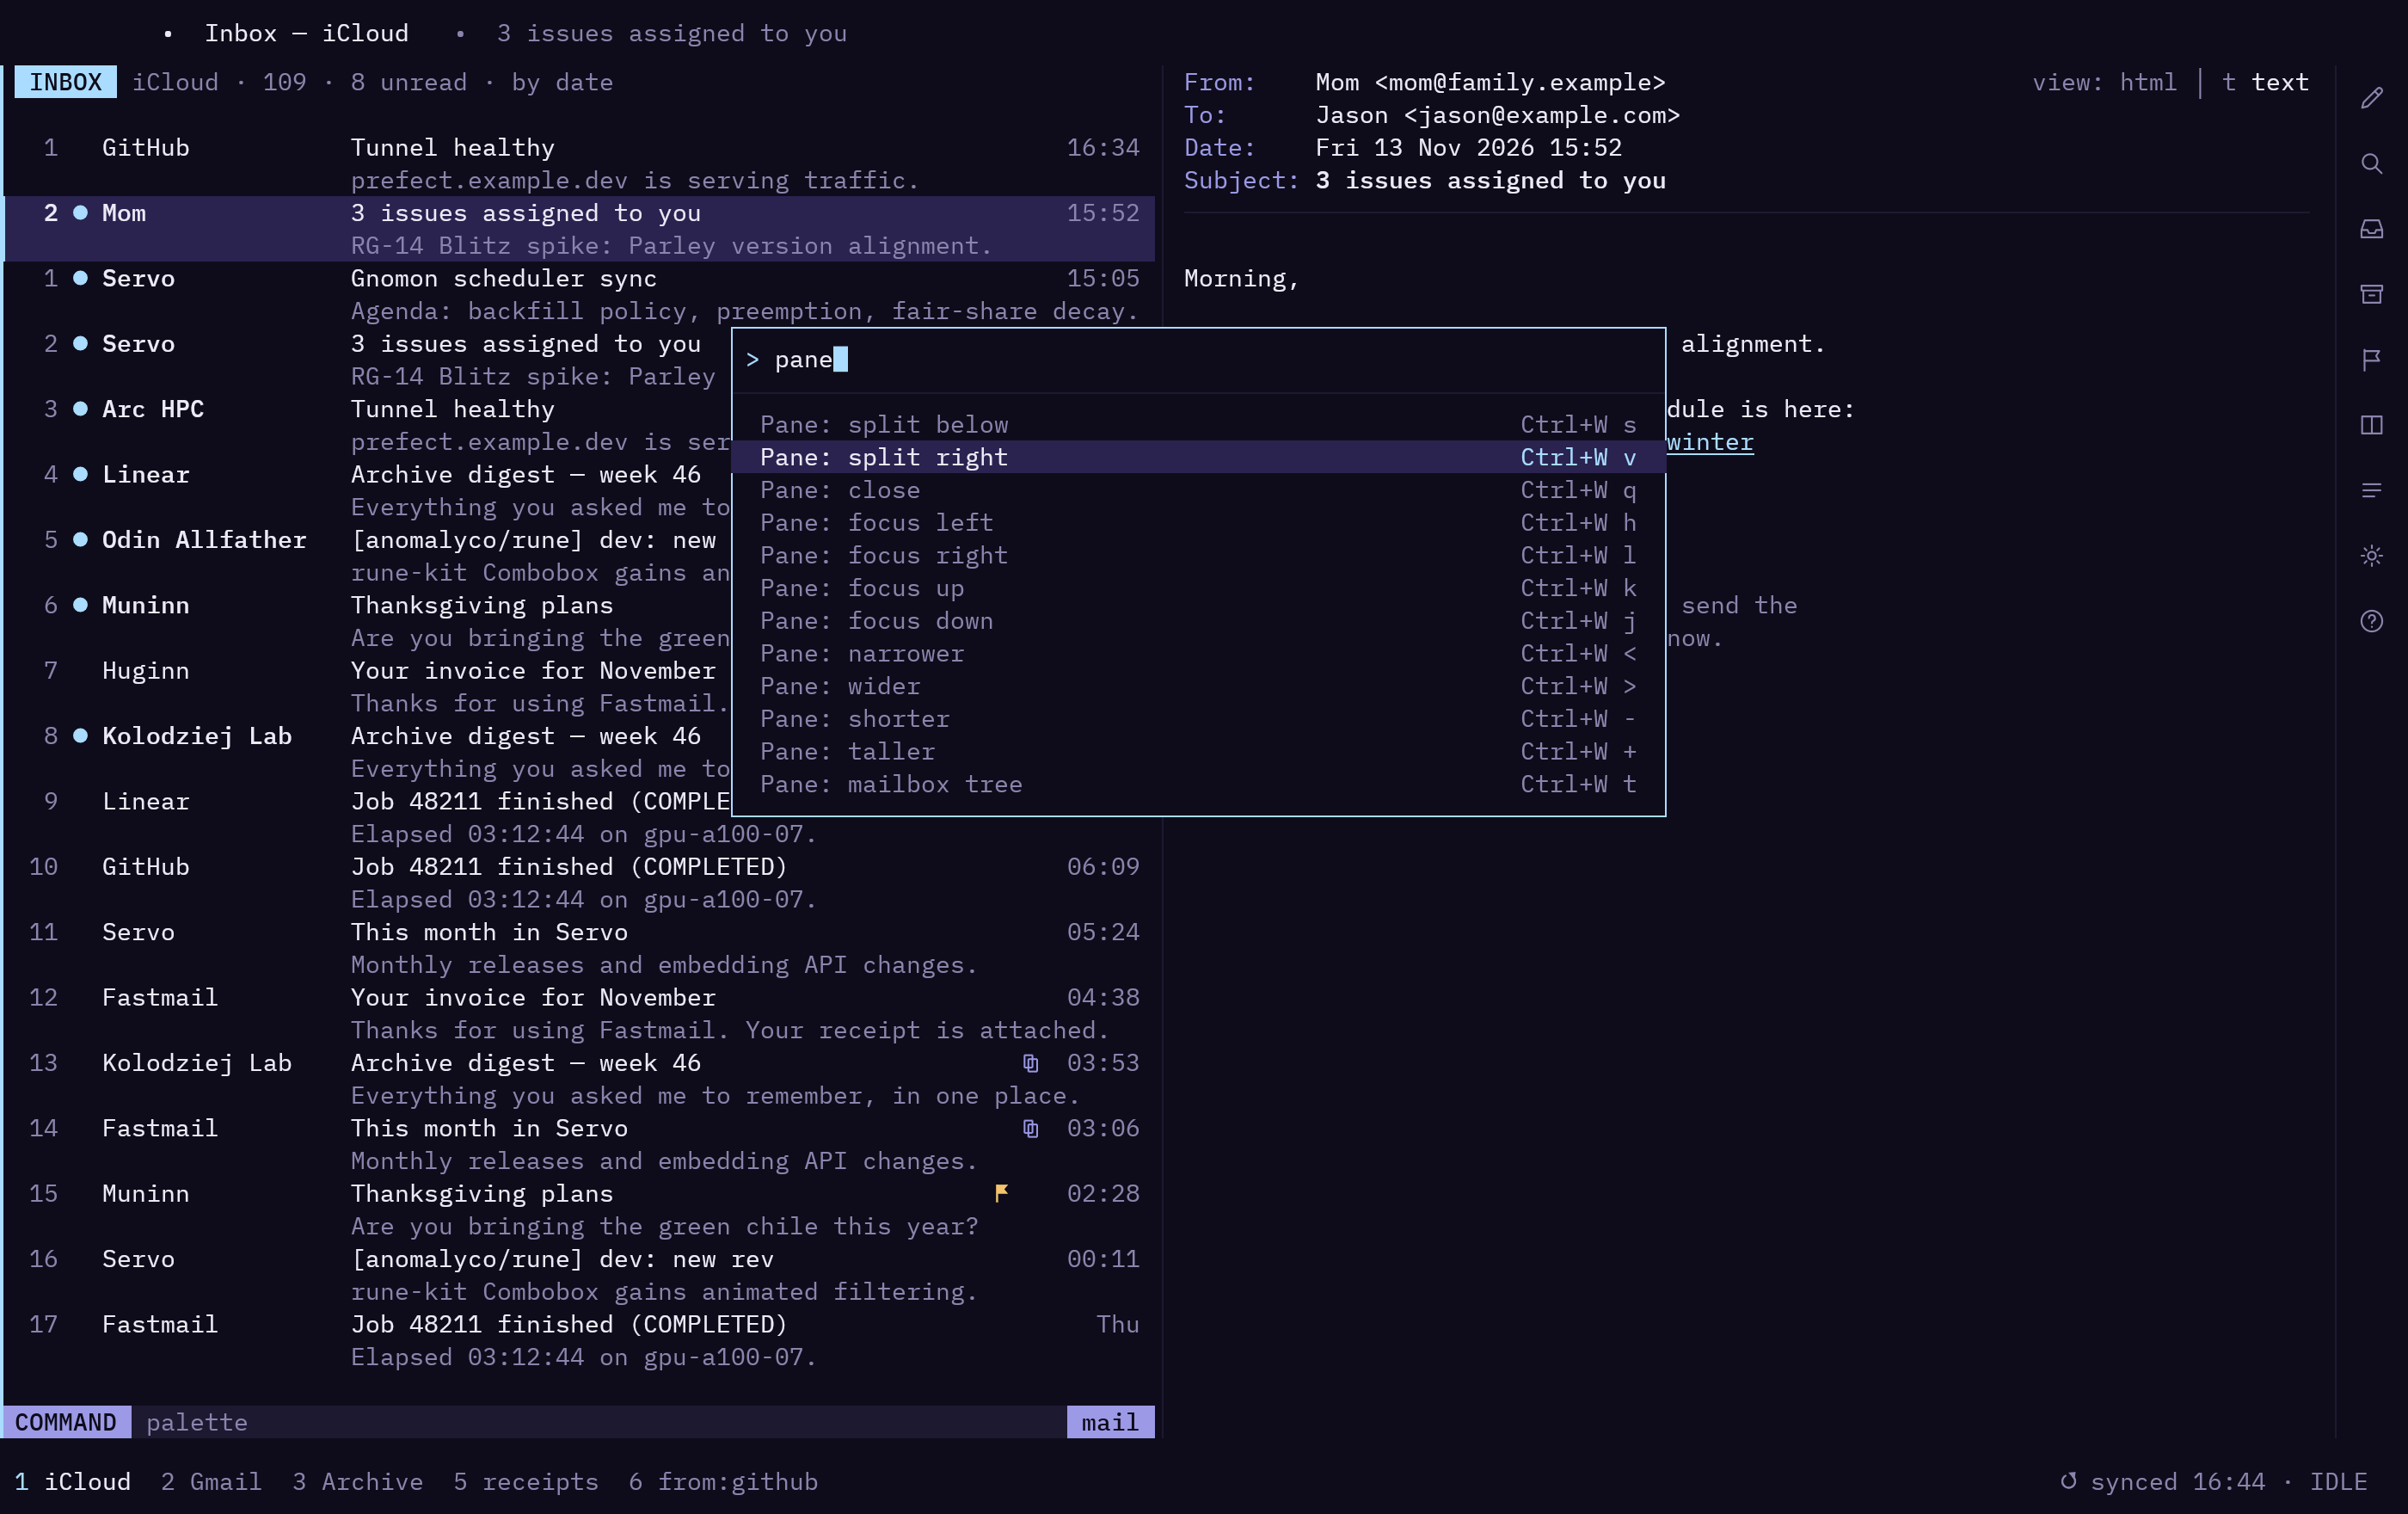 • Inbox — iCloud • 3 issues assigned to you
INBOX iCloud · 109 · 8 unread · by date
1 GitHub Tunnel healthy 16:34
prefect.example.dev is serving traffic.
2 ● Mom 3 issues assigned to you 15:52
RG-14 Blitz spike: Parley version alignment.
1 ● Servo Gnomon scheduler sync 15:05
Agenda: backfill policy, preemption, fair-share decay.
2 ● Servo 3 issues assigned to you
RG-14 Blitz spike: Parley
3 ● Arc HPC Tunnel healthy
prefect.example.dev is ser
4 ● Linear Archive digest — week 46
Everything you asked me to
5 ● Odin Allfather [anomalyco/rune] dev: new
rune-kit Combobox gains an
6 ● Muninn Thanksgiving plans
Are you bringing the green
7 Huginn Your invoice for November
Thanks for using Fastmail.
8 ● Kolodziej Lab Archive digest — week 46
Everything you asked me to
9 Linear Job 48211 finished (COMPLE
Elapsed 03:12:44 on gpu-a100-07.
10 GitHub Job 48211 finished (COMPLETED) 06:09
Elapsed 03:12:44 on gpu-a100-07.
11 Servo This month in Servo 05:24
Monthly releases and embedding API changes.
12 Fastmail Your invoice for November 04:38
Thanks for using Fastmail. Your receipt is attached.
13 Kolodziej Lab Archive digest — week 46 03:53
Everything you asked me to remember, in one place.
14 Fastmail This month in Servo 03:06
Monthly releases and embedding API changes.
15 Muninn Thanksgiving plans 02:28
Are you bringing the green chile this year?
16 Servo [anomalyco/rune] dev: new rev 00:11
rune-kit Combobox gains animated filtering.
17 Fastmail Job 48211 finished (COMPLETED) Thu
Elapsed 03:12:44 on gpu-a100-07.
COMMAND palette mail
From: Mom <mom@family.example> view: html | t text
To: Jason <jason@example.com>
Date: Fri 13 Nov 2026 15:52
Subject: 3 issues assigned to you
Morning,
alignment.
dule is here:
winter
send the
now.
> pane
Pane: split below Ctrl+W s
Pane: split right Ctrl+W v
Pane: close Ctrl+W q
Pane: focus left Ctrl+W h
Pane: focus right Ctrl+W l
Pane: focus up Ctrl+W k
Pane: focus down Ctrl+W j
Pane: narrower Ctrl+W <
Pane: wider Ctrl+W >
Pane: shorter Ctrl+W -
Pane: taller Ctrl+W +
Pane: mailbox tree Ctrl+W t
1 iCloud 2 Gmail 3 Archive 5 receipts 6 from:github
synced 16:44 · IDLE